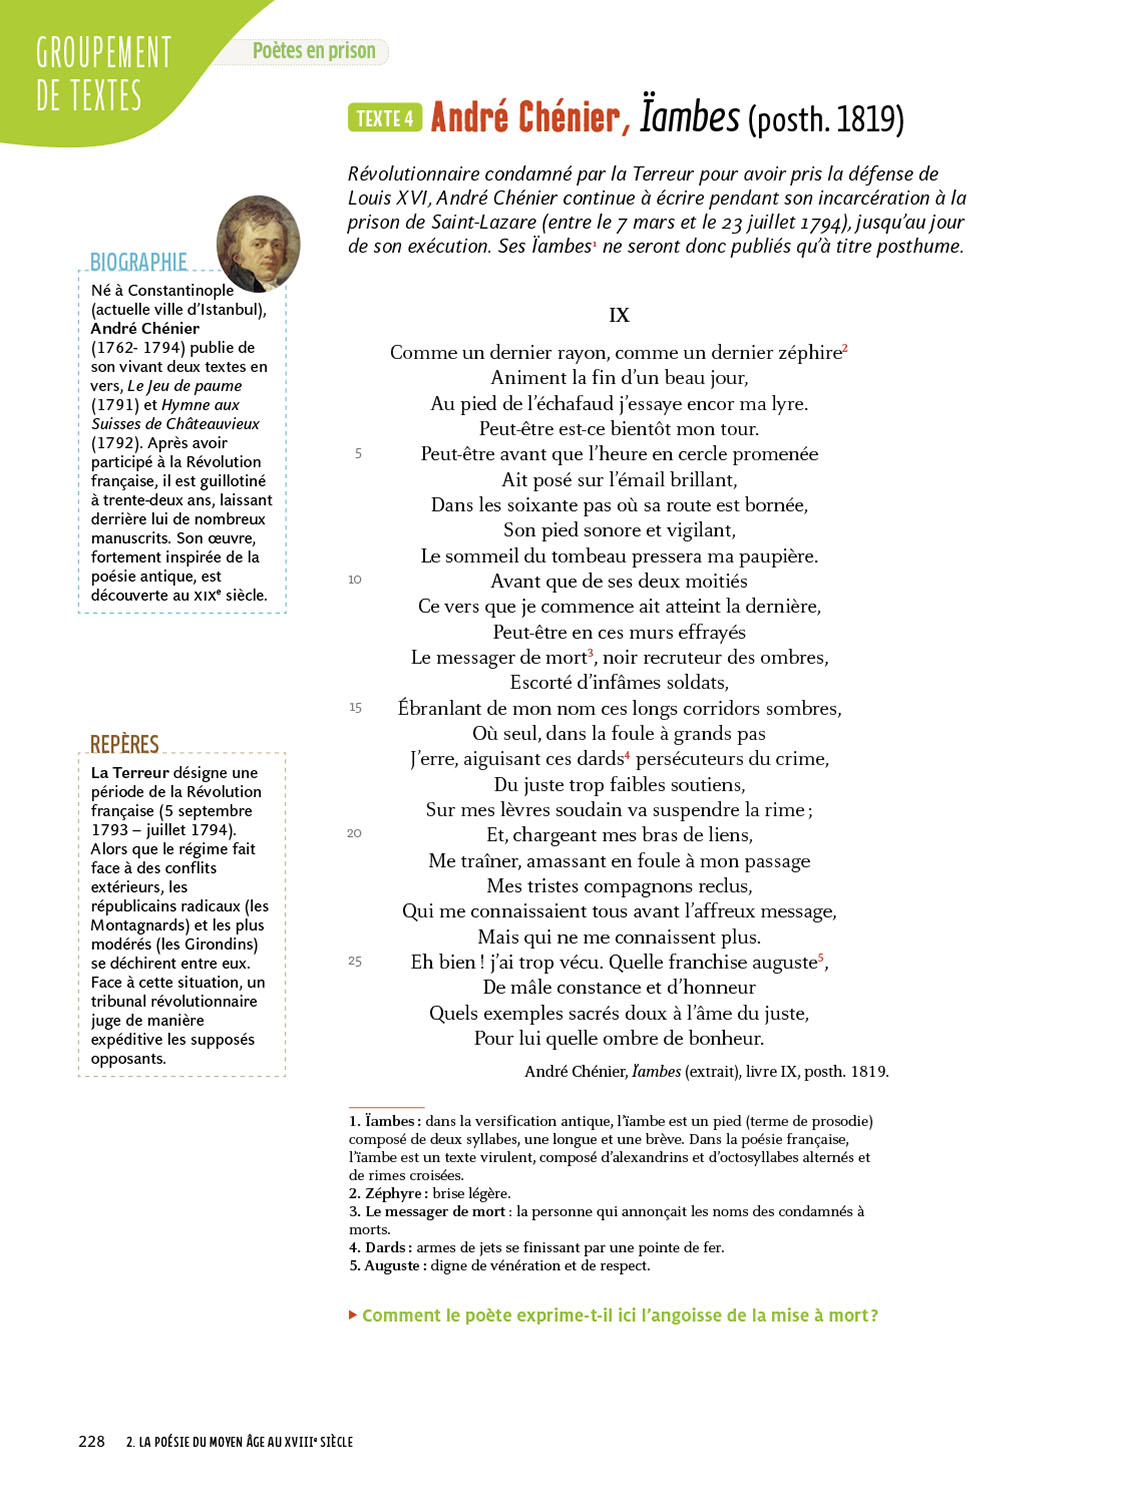 GROUPEMENT
DE TEXTES
Poètes en prison
TEXTE 4 André Chénier, Ïambes (posth. 1819)
Révolutionnaire condamné par la Terreur pour avoir pris la défense de
Louis XVI, André Chénier continue à écrire pendant son incarcération à la
prison de Saint-Lazare (entre le 7 mars et le 23 juillet 1794), jusqu'au jour
de son exécution. Ses Ïambes¹ ne seront donc publiés qu'à titre posthume.
BIOGRAPHIE
Né à Constantinople
(actuelle ville d'Istanbul),
André Chénier
(1762- 1794) publie de
son vivant deux textes en
vers, Le Jeu de paume
(1791) et Hymne aux
Suisses de Châteauvieux
(1792). Après avoir
participé à la Révolution
française, il est guillotiné
à trente-deux ans, laissant
derrière lui de nombreux
manuscrits. Son œuvre,
fortement inspirée de la
poésie antique, est
découverte au XIXe siècle.
REPÈRES
La Terreur désigne une
période de la Révolution
française (5 septembre
1793 – juillet 1794).
Alors que le régime fait
face à des conflits
extérieurs, les
républicains radicaux (les
Montagnards) et les plus
modérés (les Girondins)
se déchirent entre eux.
Face à cette situation, un
tribunal révolutionnaire
juge de manière
expéditive les supposés
opposants.
IX
Comme un dernier rayon, comme un dernier zéphire²
Animent la fin d'un beau jour,
Au pied de l'échafaud j'essaye encor ma lyre.
Peut-être est-ce bientôt mon tour.
5 Peut-être avant que l'heure en cercle promenée
Ait posé sur l'émail brillant,
Dans les soixante pas où sa route est bornée,
Son pied sonore et vigilant,
Le sommeil du tombeau pressera ma paupière.
10 Avant que de ses deux moitiés
Ce vers que je commence ait atteint la dernière,
Peut-être en ces murs effrayés
Le messager de mort³, noir recruteur des ombres,
Escorté d'infâmes soldats,
15 Ébranlant de mon nom ces longs corridors sombres,
Où seul, dans la foule à grands pas
J'erre, aiguisant ces dards⁴ persécuteurs du crime,
Du juste trop faibles soutiens,
Sur mes lèvres soudain va suspendre la rime ;
20 Et, chargeant mes bras de liens,
Me traîner, amassant en foule à mon passage
Mes tristes compagnons reclus,
Qui me connaissaient tous avant l'affreux message,
Mais qui ne me connaissent plus.
25 Eh bien ! j'ai trop vécu. Quelle franchise auguste⁵,
De mâle constance et d'honneur
Quels exemples sacrés doux à l'âme du juste,
Pour lui quelle ombre de bonheur.
André Chénier, Ïambes (extrait), livre IX, posth. 1819.
1. Ïambes : dans la versification antique, l'ïambe est un pied (terme de prosodie)
composé de deux syllabes, une longue et une brève. Dans la poésie française,
l'ïambe est un texte virulent, composé d'alexandrins et d'octosyllabes alternés et
de rimes croisées.
2. Zéphyre : brise légère.
3. Le messager de mort : la personne qui annonçait les noms des condamnés à
morts.
4. Dards : armes de jets se finissant par une pointe de fer.
5. Auguste : digne de vénération et de respect.
▶ Comment le poète exprime-t-il ici l'angoisse de la mise à mort ?
228 2. LA POÉSIE DU MOYEN ÂGE AU XVIIIe SIÈCLE